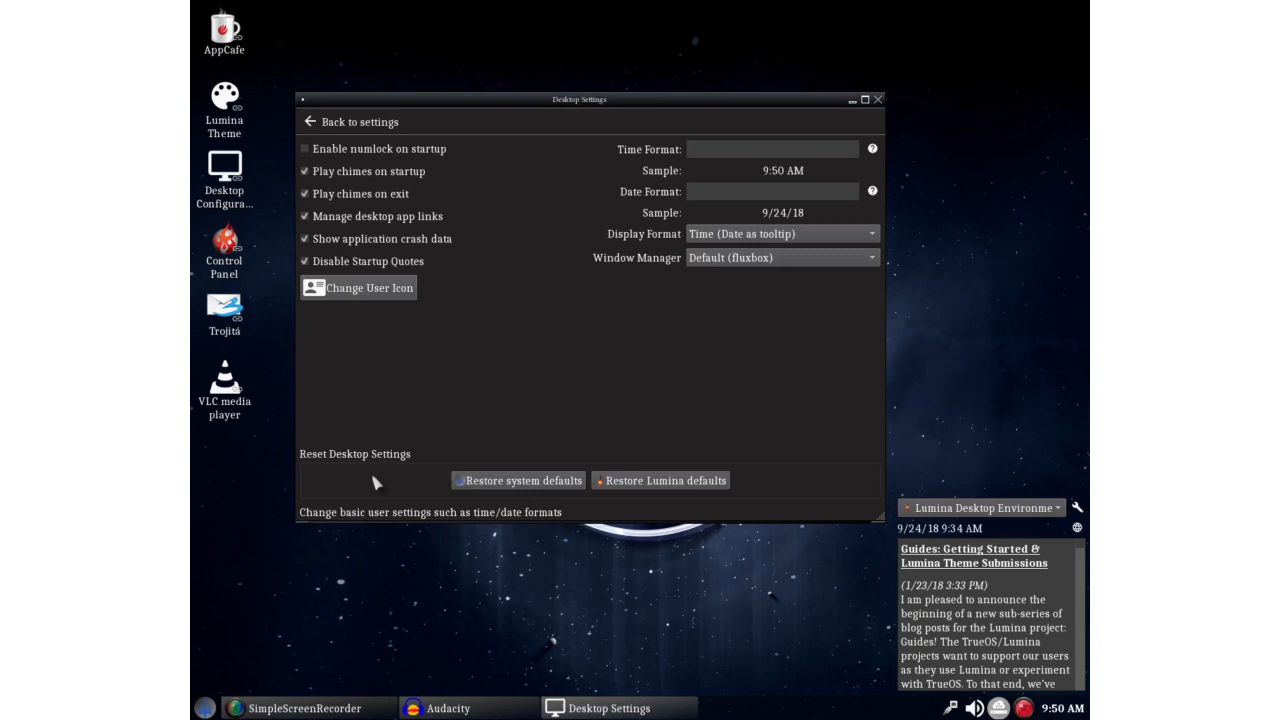 AppCafe
Lumina
Theme
Desktop
Configura...
Control
Panel
Trojitá
VLC media
player
Desktop Settings
Back to settings
Enable numlock on startup
Play chimes on startup
Play chimes on exit
Manage desktop app links
Show application crash data
Disable Startup Quotes
Change User Icon
Time Format:
Sample: 9:50 AM
Date Format:
Sample: 9/24/18
Display Format Time (Date as tooltip)
Window Manager Default (fluxbox)
Reset Desktop Settings
Restore system defaults Restore Lumina defaults
Change basic user settings such as time/date formats
Lumina Desktop Environme
9/24/18 9:34 AM
Guides: Getting Started &
Lumina Theme Submissions
(1/23/18 3:33 PM)
I am pleased to announce the
beginning of a new sub-series of
blog posts for the Lumina project:
Guides! The TrueOS/Lumina
projects want to support our users
as they use Lumina or experiment
with TrueOS. To that end, we've
SimpleScreenRecorder Audacity Desktop Settings 9:50 AM